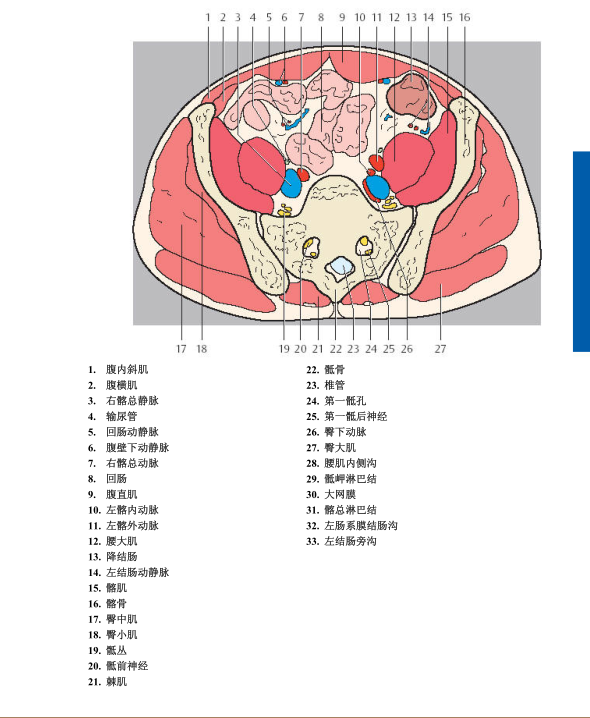 1 2 3 4 5 6 7 8 9 10 11 12 13 14 15 16
17 18 19 20 21 22 23 24 25 26 27
1. 腹内斜肌
2. 腹横肌
3. 右髂总静脉
4. 输尿管
5. 回肠动静脉
6. 腹壁下动静脉
7. 右髂总动脉
8. 回肠
9. 腹直肌
10. 左髂内动脉
11. 左髂外动脉
12. 腰大肌
13. 降结肠
14. 左结肠动静脉
15. 髂肌
16. 髂骨
17. 臀中肌
18. 臀小肌
19. 骶丛
20. 骶前神经
21. 棘肌
22. 骶骨
23. 椎管
24. 第一骶孔
25. 第一骶后神经
26. 臀下动脉
27. 臀大肌
28. 腰肌内侧沟
29. 骶岬淋巴结
30. 大网膜
31. 髂总淋巴结
32. 左肠系膜结肠沟
33. 左结肠旁沟